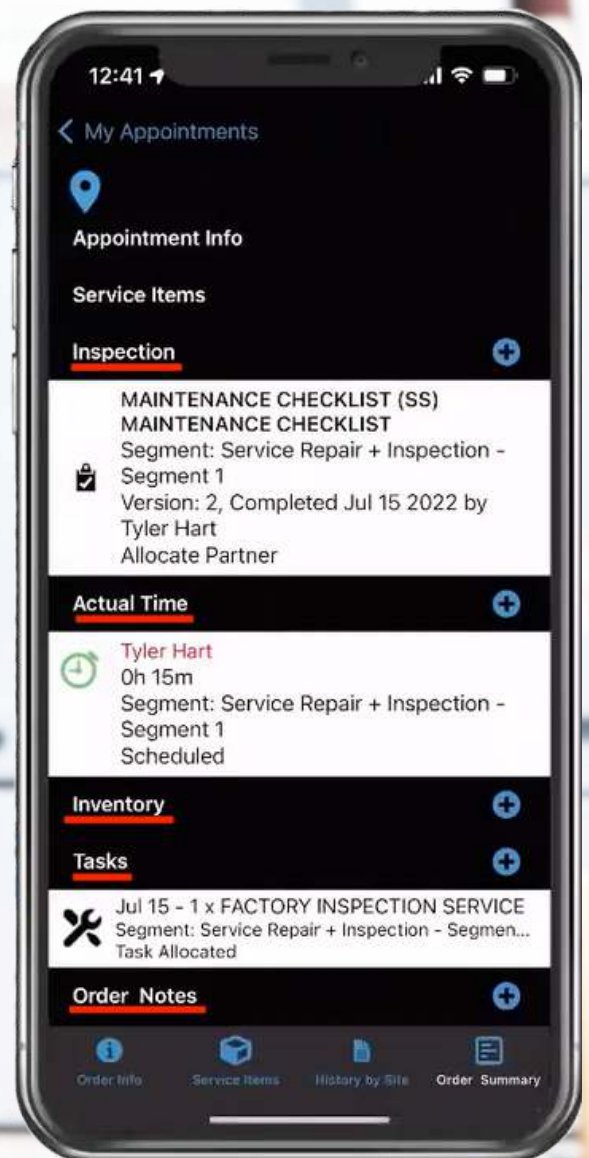 12:41
My Appointments
Appointment Info
Service Items
Inspection
MAINTENANCE CHECKLIST (SS)
MAINTENANCE CHECKLIST
Segment: Service Repair + Inspection -
Segment 1
Version: 2, Completed Jul 15 2022 by
Tyler Hart
Allocate Partner
Actual Time
Tyler Hart
0h 15m
Segment: Service Repair + Inspection -
Segment 1
Scheduled
Inventory
Tasks
Jul 15 - 1 x FACTORY INSPECTION SERVICE
Segment: Service Repair + Inspection - Segmen...
Task Allocated
Order Notes
Order Info Service Items History by Site Order Summary